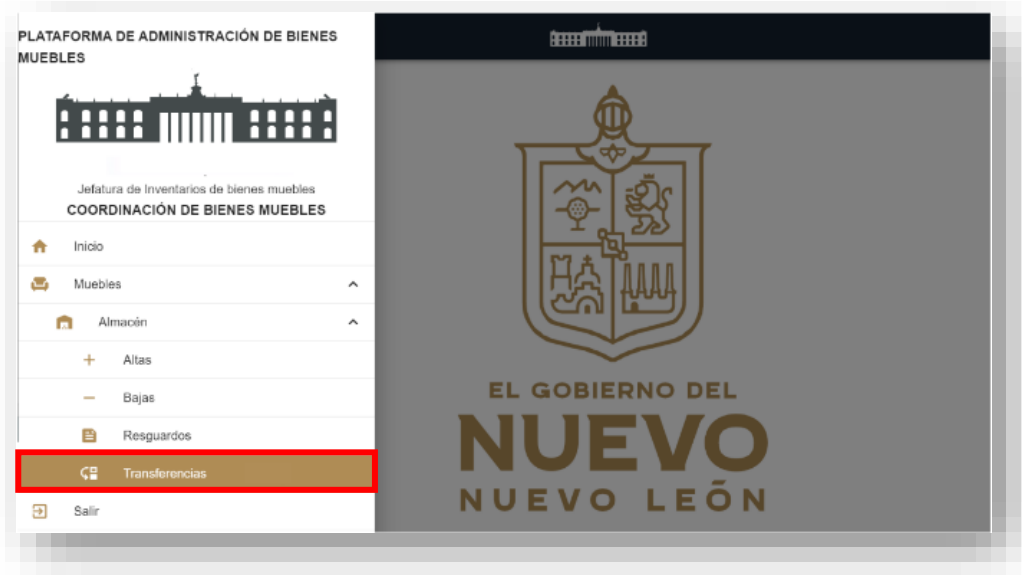 PLATAFORMA DE ADMINISTRACIÓN DE BIENES
MUEBLES
Jefatura de Inventarios de bienes muebles
COORDINACIÓN DE BIENES MUEBLES
Inicio
Muebles
Almacén
Altas
Bajas
Resguardos
Transferencias
Salir
EL GOBIERNO DEL
NUEVO
NUEVO LEÓN